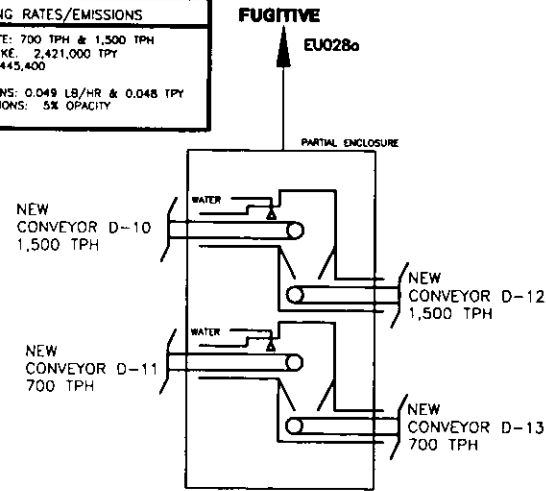 NG RATES/EMISSIONS
TE: 700 TPH & 1,500 TPH
KE. 2,421,000 TPY
445,400
NS: 0.049 LB/HR & 0.048 TPY
IONS: 5% OPACITY
FUGITIVE
EU028a
PARTIAL ENCLOSURE
WATER
NEW
CONVEYOR D-10
1,500 TPH
NEW
CONVEYOR D-12
1,500 TPH
WATER
NEW
CONVEYOR D-11
700 TPH
NEW
CONVEYOR D-13
700 TPH